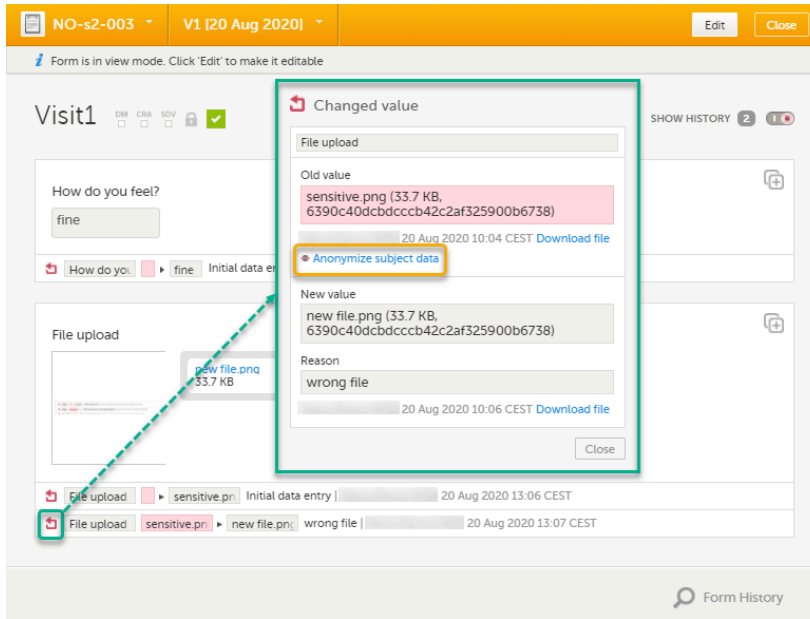 NO-s2-003
V1 [20 Aug 2020]
Edit
Close
i Form is in view mode. Click 'Edit' to make it editable
Visit1
DM
CRA
SDV
SHOW HISTORY 2
How do you feel?
fine
How do you
fine
Initial data en
File upload
new file.png
33.7 KB
File upload
sensitive.pn
Initial data entry |
20 Aug 2020 13:06 CEST
File upload
sensitive.pn
new file.png
wrong file |
20 Aug 2020 13:07 CEST
Changed value
File upload
Old value
sensitive.png (33.7 KB,
6390c40dcbdcccb42c2af325900b6738)
20 Aug 2020 10:04 CEST Download file
Anonymize subject data
New value
new file.png (33.7 KB,
6390c40dcbdcccb42c2af325900b6738)
Reason
wrong file
20 Aug 2020 10:06 CEST Download file
Close
Form History